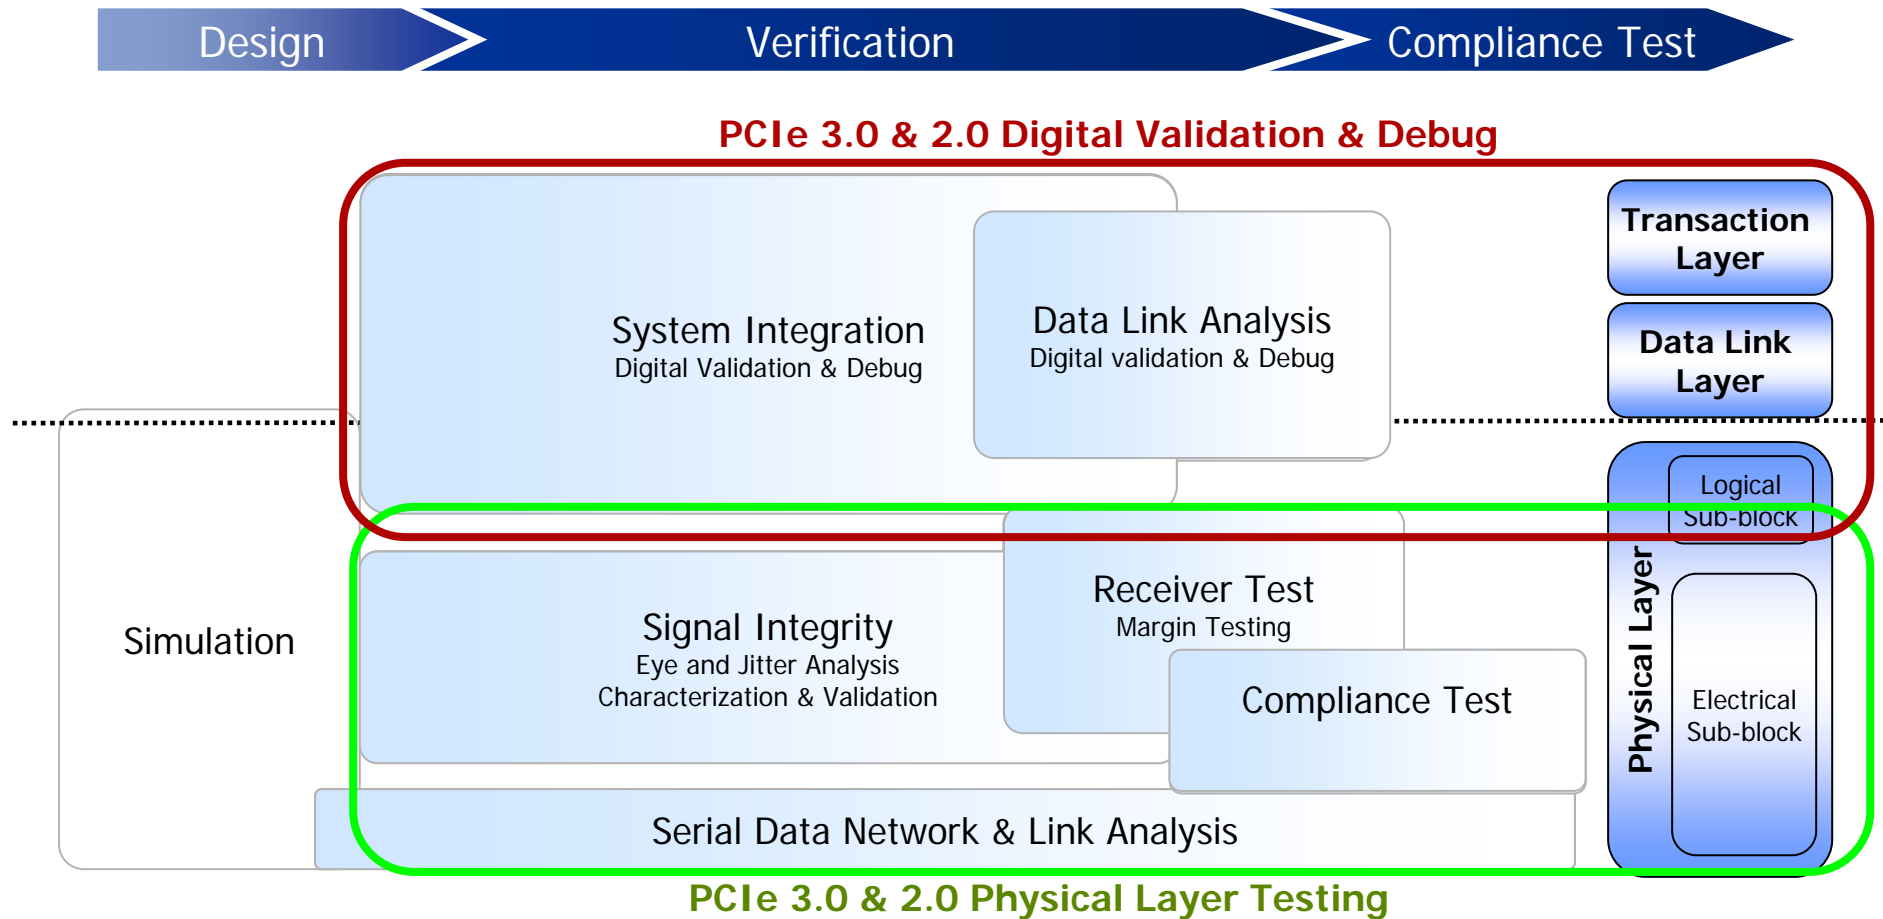 Design
Verification
Compliance Test
PCIe 3.0 & 2.0 Digital Validation & Debug
System Integration
Digital Validation & Debug
Data Link Analysis
Digital validation & Debug
Transaction
Layer
Data Link
Layer
Logical
Sub-block
Physical Layer
Electrical
Sub-block
Simulation
Signal Integrity
Eye and Jitter Analysis
Characterization & Validation
Receiver Test
Margin Testing
Compliance Test
Serial Data Network & Link Analysis
PCIe 3.0 & 2.0 Physical Layer Testing